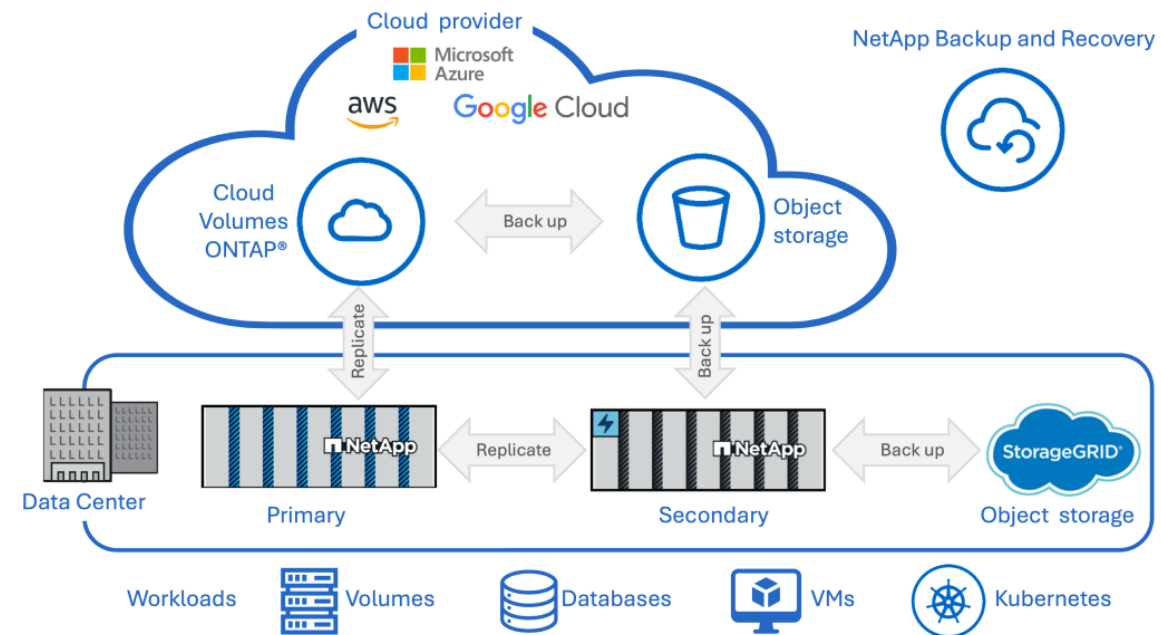 Cloud provider
Microsoft
Azure
aws
Google Cloud
NetApp Backup and Recovery
Cloud
Volumes
ONTAP®
Back up
Object
storage
Replicate
Back up
Data Center
NetApp
Primary
Replicate
NetApp
Secondary
Back up
StorageGRID®
Object storage
Workloads
Volumes
Databases
VMs
Kubernetes